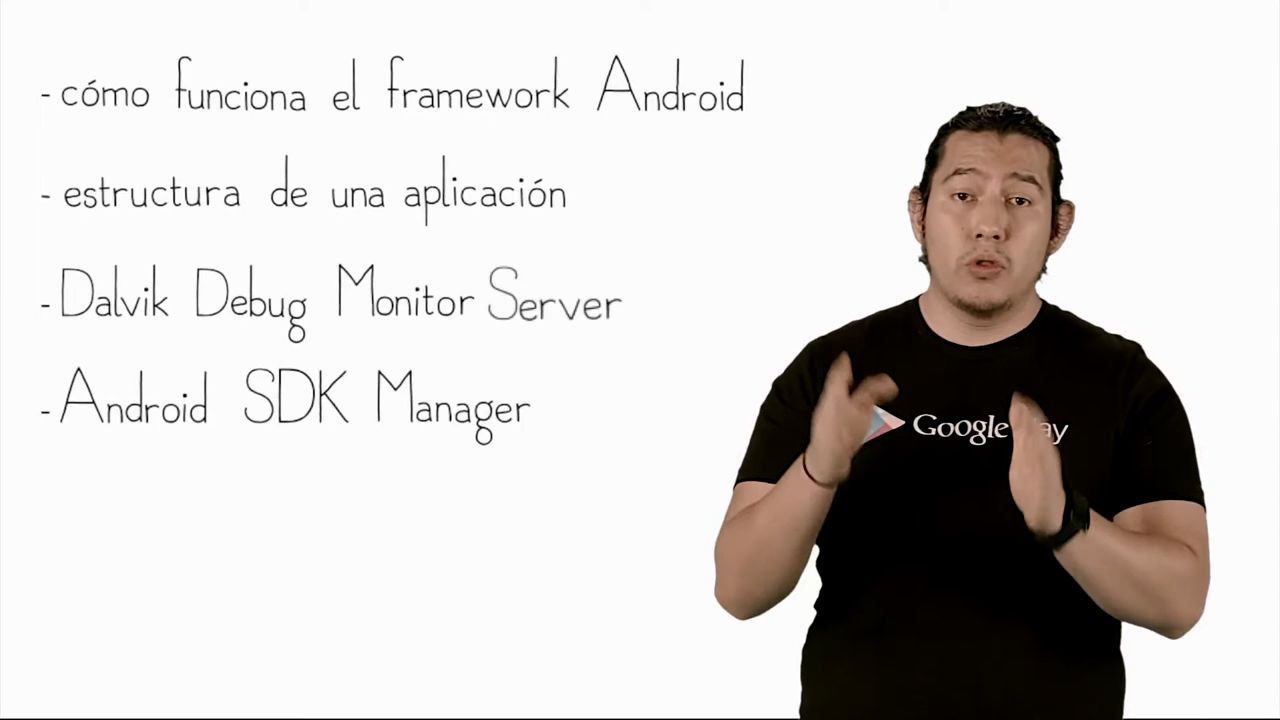 - cómo funciona el framework Android
- estructura de una aplicación
- Dalvik Debug Monitor Server
- Android SDK Manager
Google